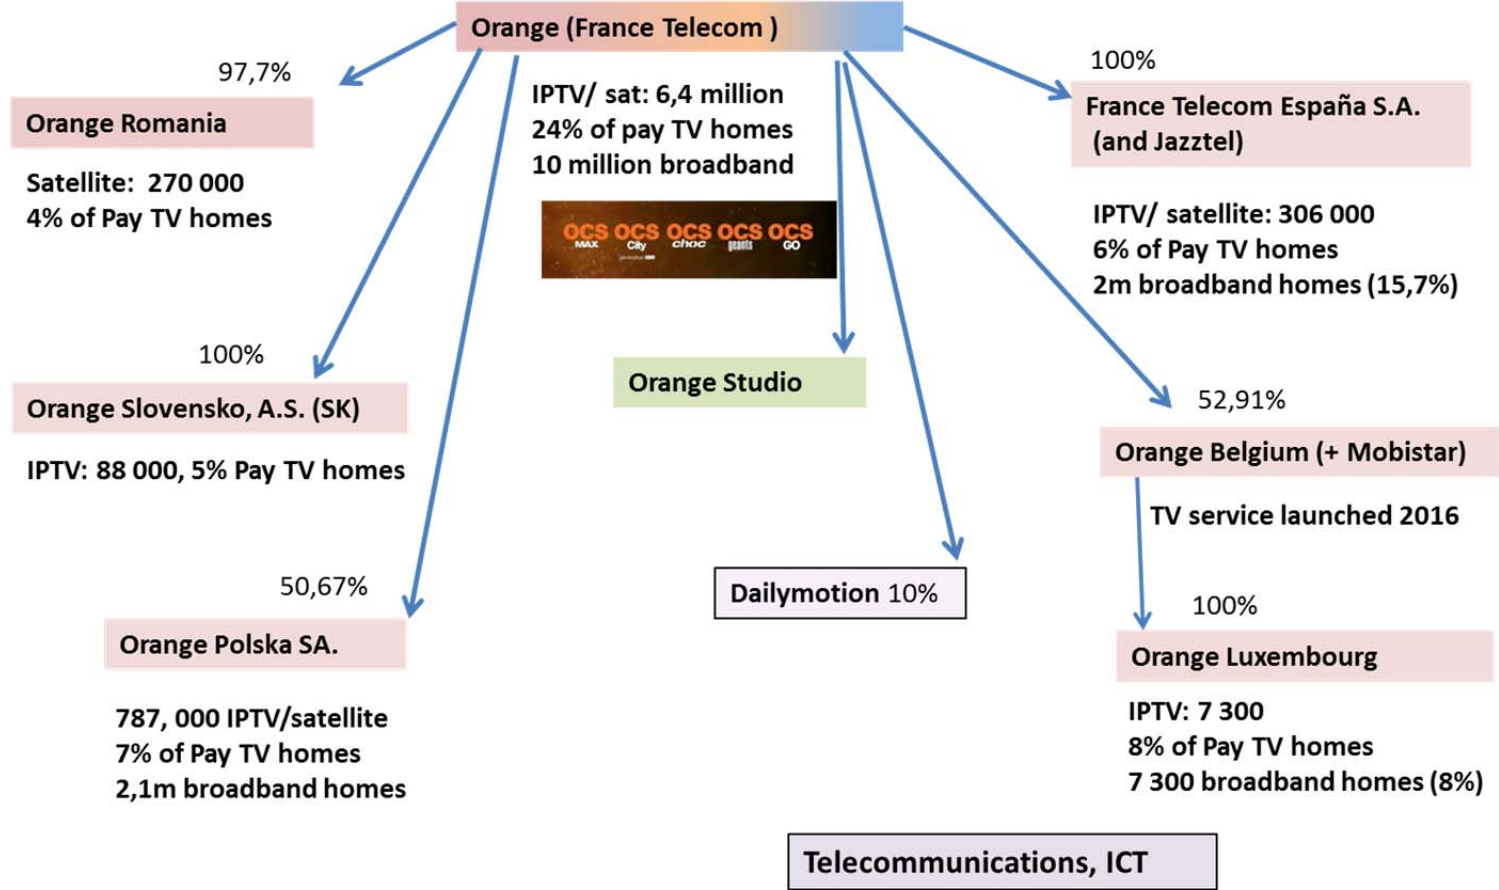 Orange (France Telecom )
97,7%
Orange Romania
Satellite:  270 000
4% of Pay TV homes
IPTV/ sat: 6,4 million
24% of pay TV homes
10 million broadband
OCS OCS OCS OCS OCS
MAX City choc geants GO
100%
France Telecom España S.A.
(and Jazztel)
IPTV/ satellite: 306 000
6% of Pay TV homes
2m broadband homes (15,7%)
100%
Orange Slovensko, A.S. (SK)
IPTV: 88 000, 5% Pay TV homes
Orange Studio
52,91%
Orange Belgium (+ Mobistar)
TV service launched 2016
50,67%
Orange Polska SA.
787, 000 IPTV/satellite
7% of Pay TV homes
2,1m broadband homes
Dailymotion 10%
100%
Orange Luxembourg
IPTV: 7 300
8% of Pay TV homes
7 300 broadband homes (8%)
Telecommunications, ICT